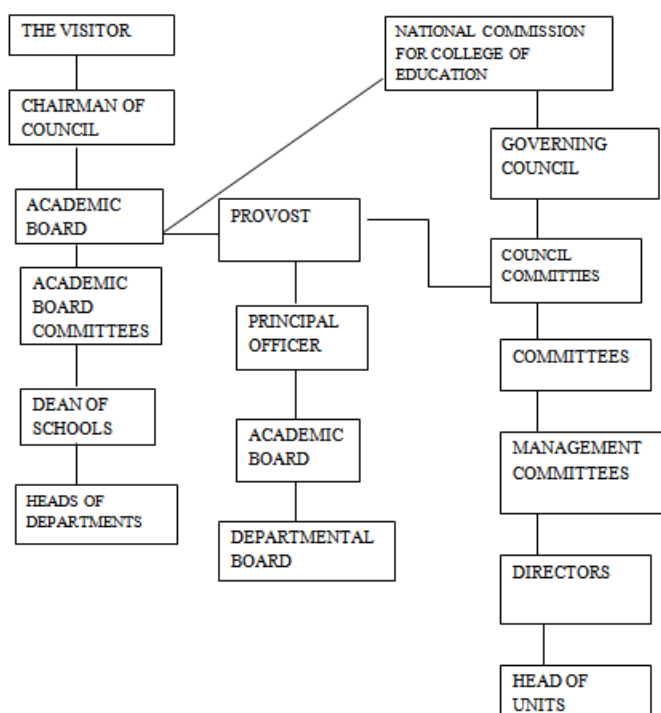 THE VISITOR
CHAIRMAN OF
COUNCIL
ACADEMIC
BOARD
ACADEMIC
BOARD
COMMITTEES
DEAN OF
SCHOOLS
HEADS OF
DEPARTMENTS
PROVOST
PRINCIPAL
OFFICER
ACADEMIC
BOARD
DEPARTMENTAL
BOARD
NATIONAL COMMISSION
FOR COLLEGE OF
EDUCATION
GOVERNING
COUNCIL
COUNCIL
COMMITTIES
COMMITTEES
MANAGEMENT
COMMITTEES
DIRECTORS
HEAD OF
UNITS